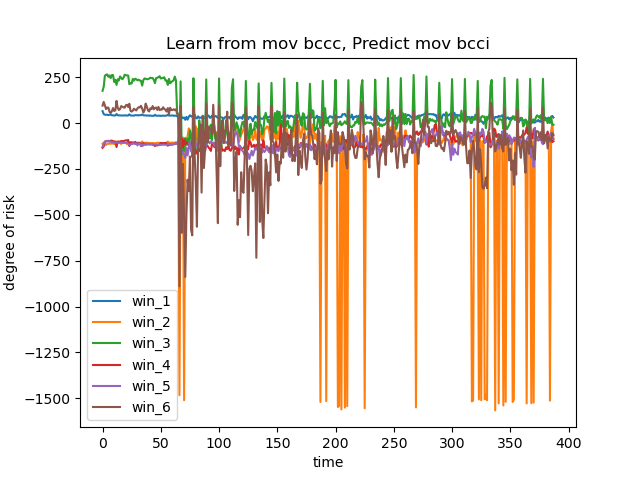 Learn from mov bccc, Predict mov bcci
degree of risk
250
0
−250
−500
−750
−1000
−1250
−1500
win_1
win_2
win_3
win_4
win_5
win_6
0 50 100 150 200 250 300 350 400
time